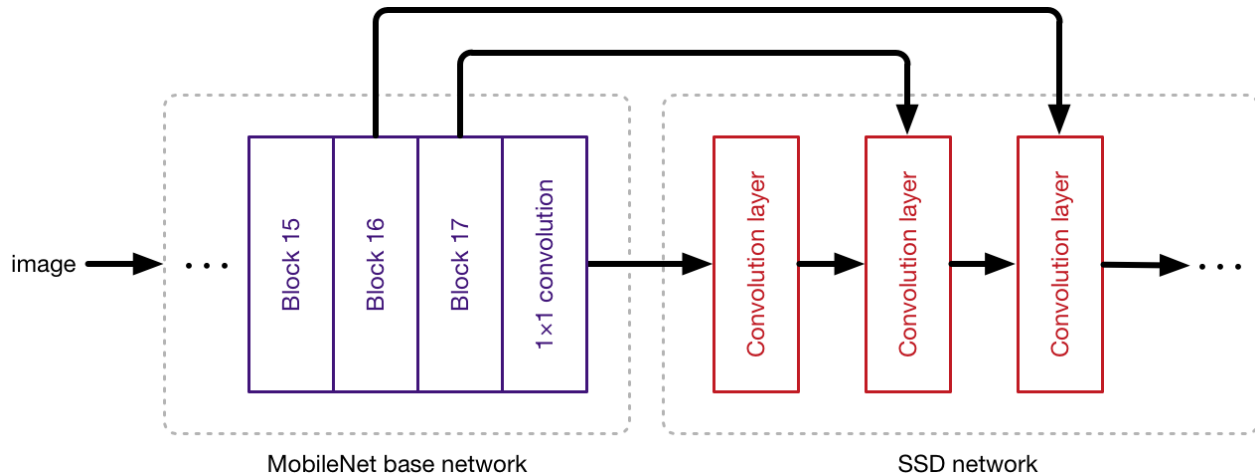 image
...
Block 15
Block 16
Block 17
1×1 convolution
Convolution layer
Convolution layer
Convolution layer
...
MobileNet base network
SSD network